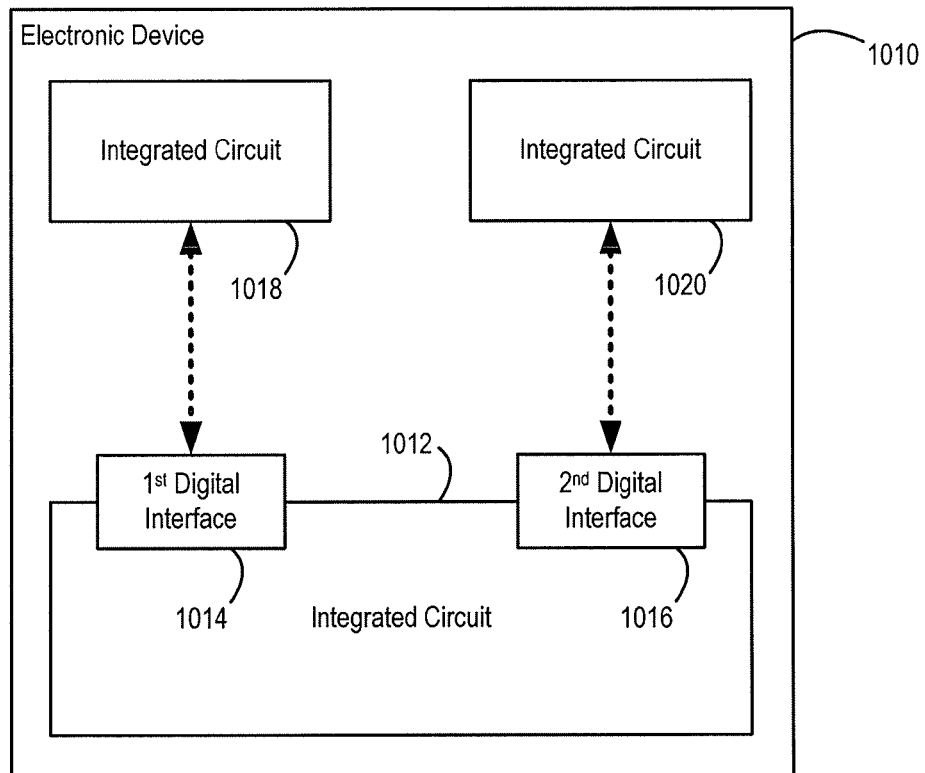 Electronic Device
1010
Integrated Circuit
Integrated Circuit
1018
1020
1012
1st Digital
Interface
2nd Digital
Interface
1014
Integrated Circuit
1016